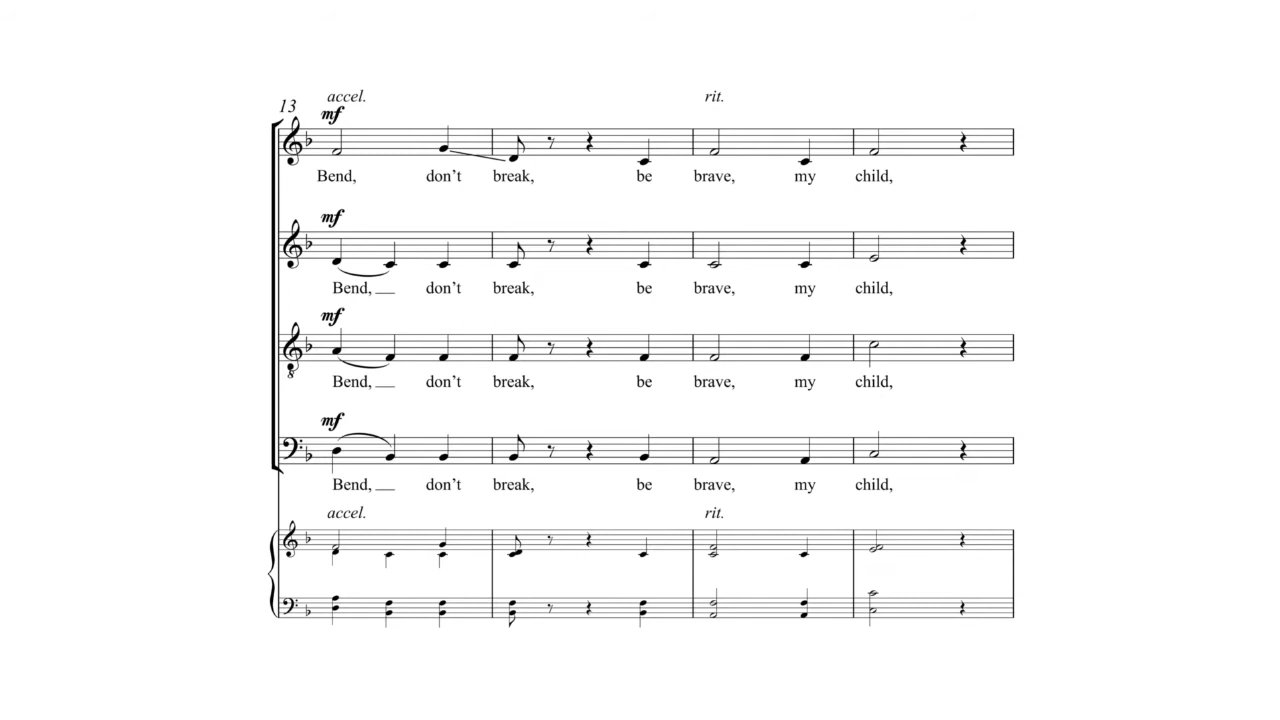 accel.
13
mf
rit.
Bend, don't break, be brave, my child,
mf
Bend, __ don't break, be brave, my child,
mf
Bend, __ don't break, be brave, my child,
mf
Bend, __ don't break, be brave, my child,
accel. rit.